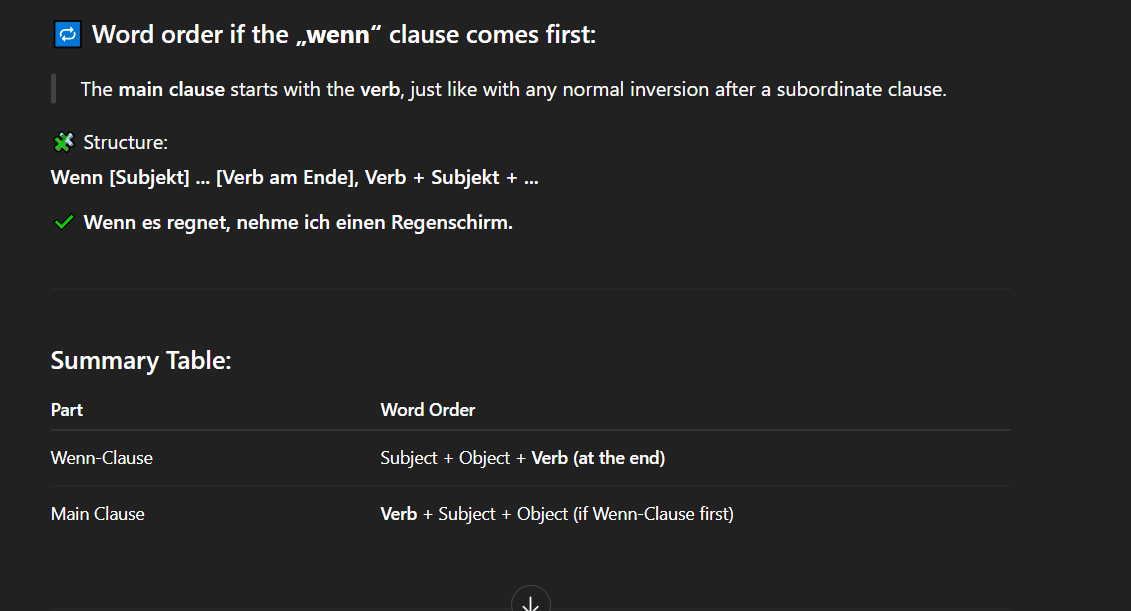 Word order if the „wenn“ clause comes first:
The main clause starts with the verb, just like with any normal inversion after a subordinate clause.
Structure:
Wenn [Subjekt] ... [Verb am Ende], Verb + Subjekt + ...
Wenn es regnet, nehme ich einen Regenschirm.
Summary Table:
Part Word Order
Wenn-Clause Subject + Object + Verb (at the end)
Main Clause Verb + Subject + Object (if Wenn-Clause first)